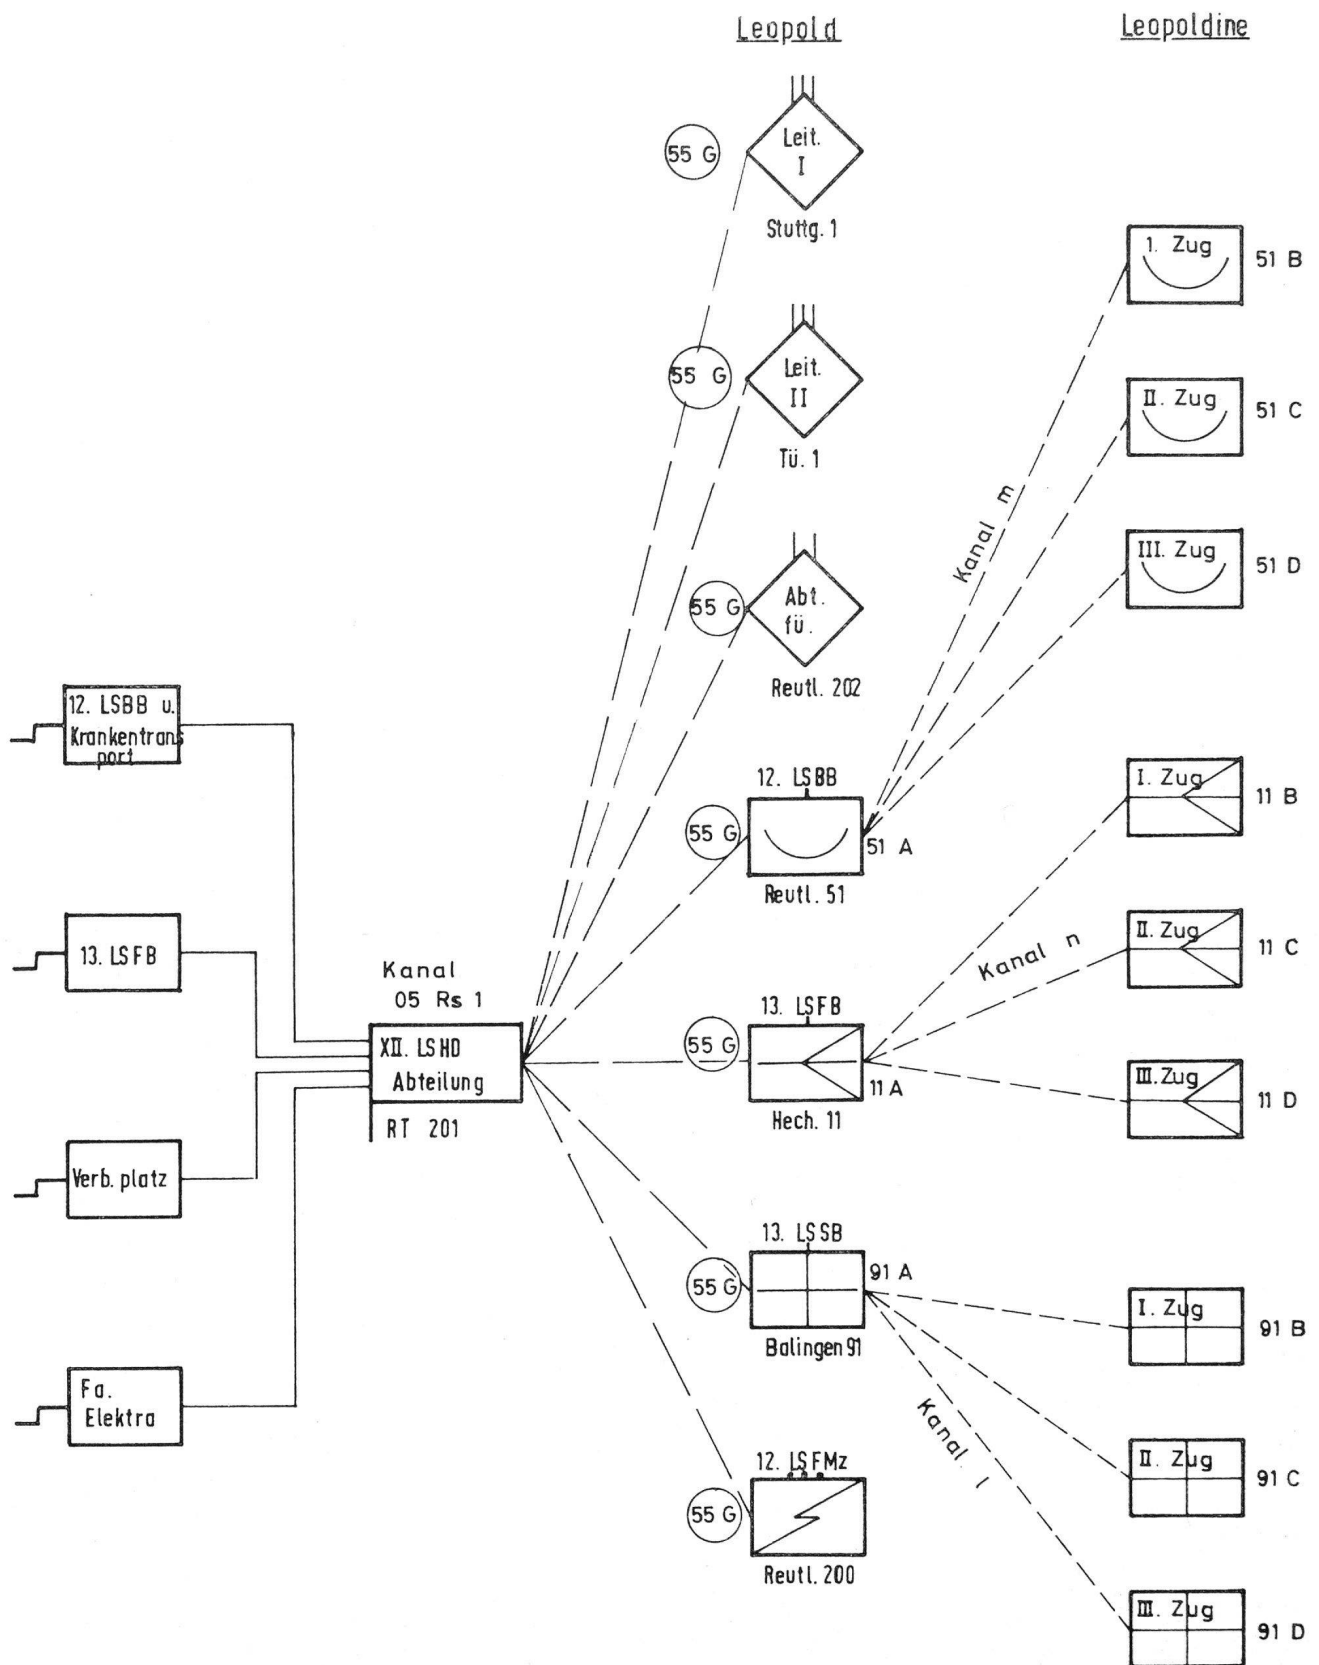 Leopold
Leopoldine
55 G
Leit.
I
Stuttg. 1
1. Zug
51 B
55 G
Leit.
II
Tü. 1
II. Zug
51 C
Kanal m
III. Zug
51 D
55 G
Abt.
fü.
Reutl. 202
12. LSBB u.
Krankentrans
port
12. LSBB
55 G
51 A
Reutl. 51
I. Zug
11 B
13. LSFB
Kanal
05 Rs 1
XII. LSHD
Abteilung
RT 201
13. LSFB
55 G
11 A
Hech. 11
Kanal n
II. Zug
11 C
III. Zug
11 D
Verb. platz
13. LSSB
55 G
91 A
Balingen 91
I. Zug
91 B
Fa.
Elektra
Kanal l
12. LSFMz
55 G
Reutl. 200
II. Zug
91 C
III. Zug
91 D